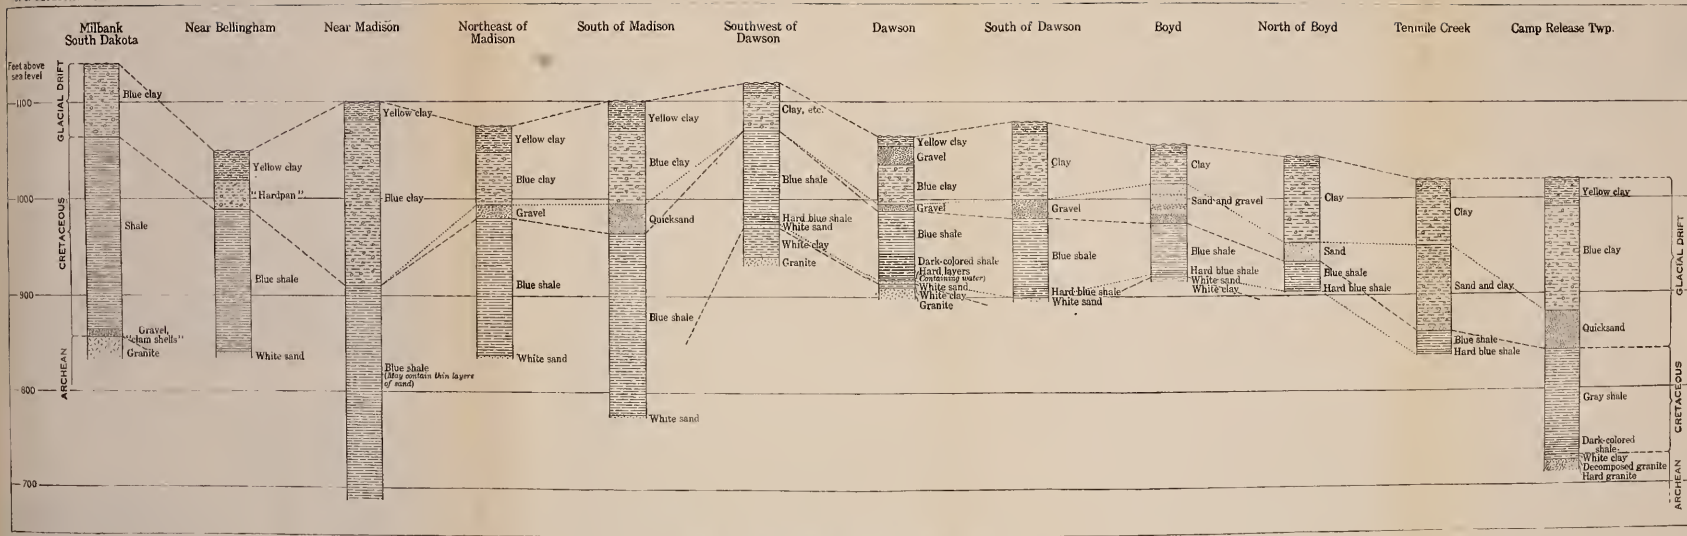 Milbank
South Dakota
Near Bellingham
Near Madison
Northeast of
Madison
South of Madison
Southwest of
Dawson
Dawson
South of Dawson
Boyd
North of Boyd
Tenmile Creek
Camp Release Twp.
Feet above
sea level
1100
1000
900
800
700
GLACIAL DRIFT
CRETACEOUS
ARCHEAN
Blue clay
Shale
Gravel,
"clam shells"
Granite
Yellow clay
"Hardpan"
Blue shale
White sand
Yellow clay
Blue clay
Blue shale
(May contain thin layers
of sand)
Yellow clay
Blue clay
Gravel
Blue shale
White sand
Yellow clay
Blue clay
Quicksand
Blue shale
White sand
Clay, etc.
Blue shale
Hard blue shale
White sand
White clay
Granite
Yellow clay
Gravel
Blue clay
Gravel
Blue shale
Dark-colored shale
Hard layers
(Containing water)
White sand
White clay
Granite
Clay
Gravel
Blue shale
Hard blue shale
White sand
Clay
Sand and gravel
Blue shale
Hard blue shale
White sand
White clay
Clay
Sand
Blue shale
Hard blue shale
Clay
Sand and clay
Blue shale
Hard blue shale
Yellow clay
Blue clay
Quicksand
Gray shale
Dark-colored
shale
White clay
Decomposed granite
Hard granite
GLACIAL DRIFT
CRETACEOUS
ARCHEAN